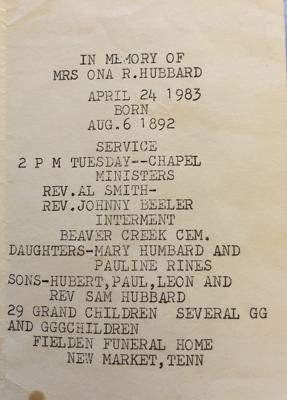 IN MEMORY OF
MRS ONA R.HUBBARD
APRIL 24 1983
BORN
AUG.6 1892
SERVICE
2 P M TUESDAY--CHAPEL
MINISTERS
REV.AL SMITH-
REV.JOHNNY BEELER
INTERMENT
BEAVER CREEK CEM.
DAUGHTERS-MARY HUMBARD AND
PAULINE RINES
SONS-HUBERT,PAUL,LEON AND
REV SAM HUBBARD
29 GRAND CHILDREN SEVERAL GG
AND GGGCHILDREN
FIELDEN FUNERAL HOME
NEW MARKET,TENN